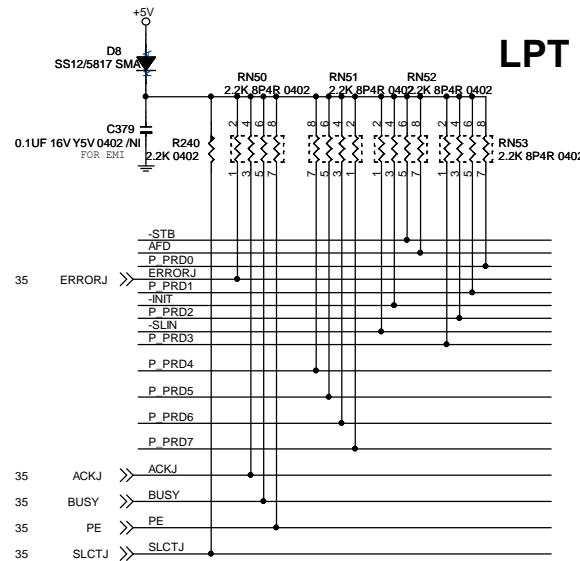 +5V
LPT
D8
SS12/5817 SMA
RN50
2.2K 8P4R 0402
RN51
2.2K 8P4R 0402
RN52
2.2K 8P4R 0402
C379
0.1UF 16V Y5V 0402 /NI
FOR EMI
R240
2.2K 0402
2 4 6 8
8 6 4 2
2 4 6 8
2 4 6 8
RN53
2.2K 8P4R 0402
1 3 5 7
7 5 3 1
1 3 5 7
1 3 5 7
-STB
AFD
P_PRD0
35 ERRORJ ERRORJ
P_PRD1
-INIT
P_PRD2
-SLIN
P_PRD3
P_PRD4
P_PRD5
P_PRD6
P_PRD7
35 ACKJ ACKJ
35 BUSY BUSY
35 PE PE
35 SLCTJ SLCTJ